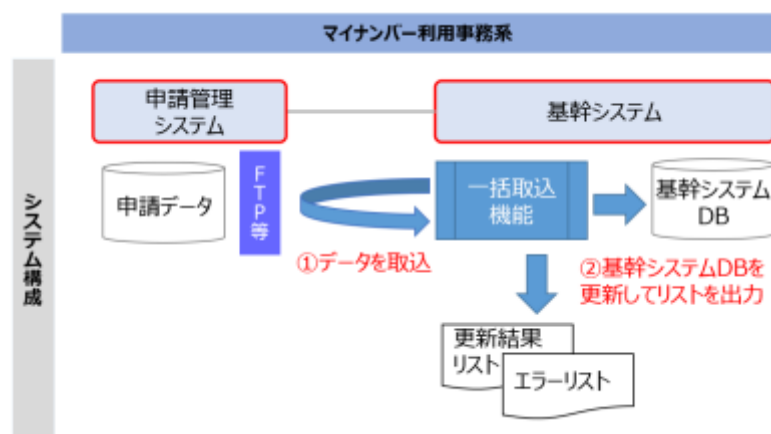 マイナンバー利用事務系
システム構成
申請管理
システム
基幹システム
申請データ
FTP等
一括取込
機能
基幹システム
DB
①データを取込
②基幹システムDBを
更新してリストを出力
更新結果
リスト
エラーリスト